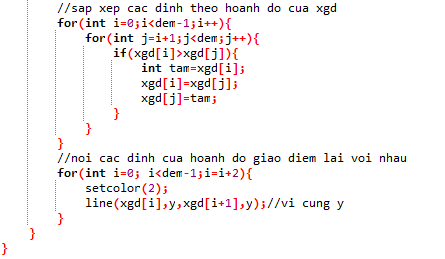 //sap xep cac dinh theo hoanh do cua xgd
for(int i=0;i<dem-1;i++){
for(int j=i+1;j<dem;j++){
if(xgd[i]>xgd[j]){
int tam=xgd[i];
xgd[i]=xgd[j];
xgd[j]=tam;
}
}
}
//noi cac dinh cua hoanh do giao diem lai voi nhau
for(int i=0; i<dem-1;i=i+2){
setcolor(2);
line(xgd[i],y,xgd[i+1],y);//vi cung y
}
}
}